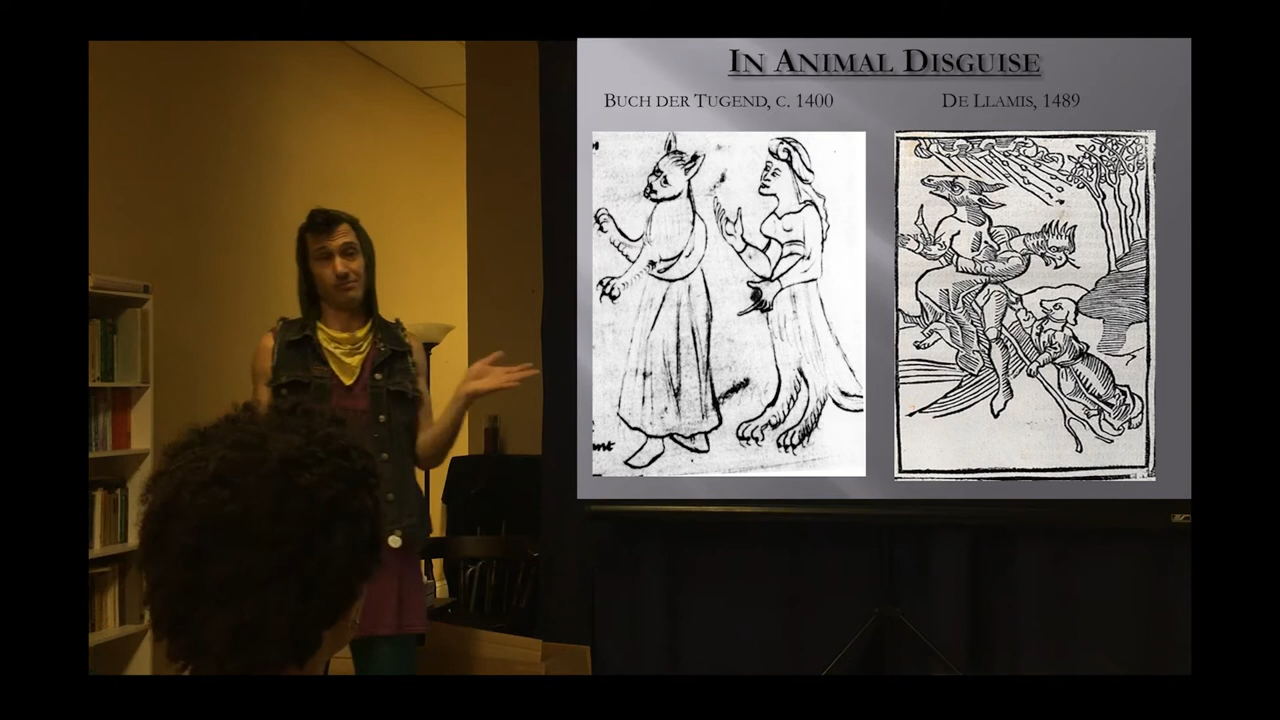 In Animal Disguise
Buch der Tugend, c. 1400
De Llamis, 1489